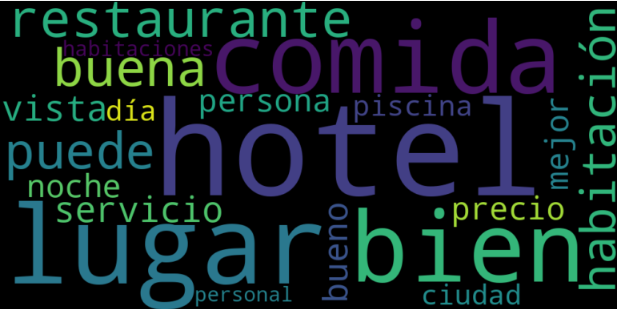 restaurante
habitaciones
comida
buena
vista
día
persona
piscina
hotel
puede
mejor
habitación
noche
servicio
precio
lugar
bueno
bien
personal
ciudad